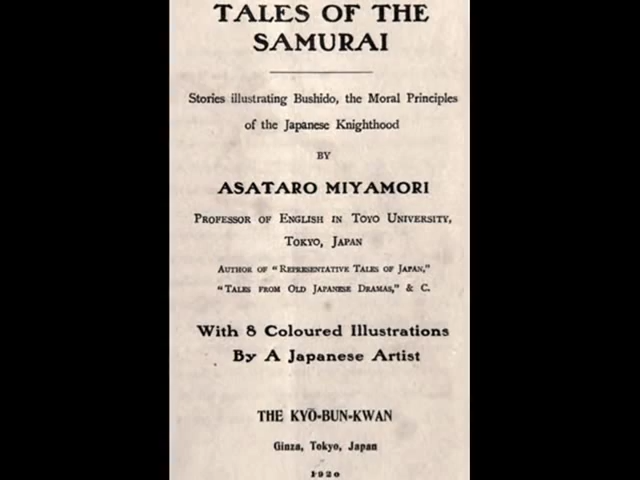 TALES OF THE
SAMURAI
Stories illustrating Bushido, the Moral Principles
of the Japanese Knighthood
BY
ASATARO MIYAMORI
PROFESSOR OF ENGLISH IN TOYO UNIVERSITY,
TOKYO, JAPAN
AUTHOR OF "REPRESENTATIVE TALES OF JAPAN,"
"TALES FROM OLD JAPANESE DRAMAS," & C.
With 8 Coloured Illustrations
By A Japanese Artist
THE KYŌ-BUN-KWAN
Ginza, Tokyo, Japan
1920